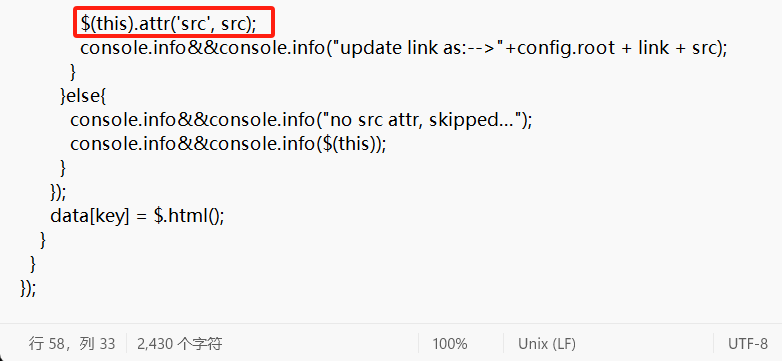 $(this).attr('src', src);
console.info&&console.info("update link as:-->"+config.root + link + src);
}
}else{
console.info&&console.info("no src attr, skipped...");
console.info&&console.info($(this));
}
});
data[key] = $.html();
}
}
});
行 58，列 33 2,430 个字符 100% Unix (LF) UTF-8